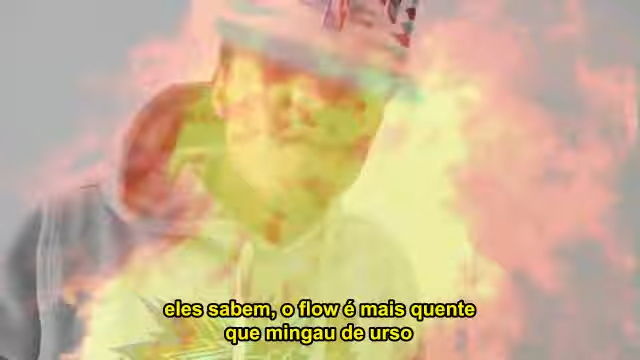 eles sabem, o flow é mais quente
que mingau de urso